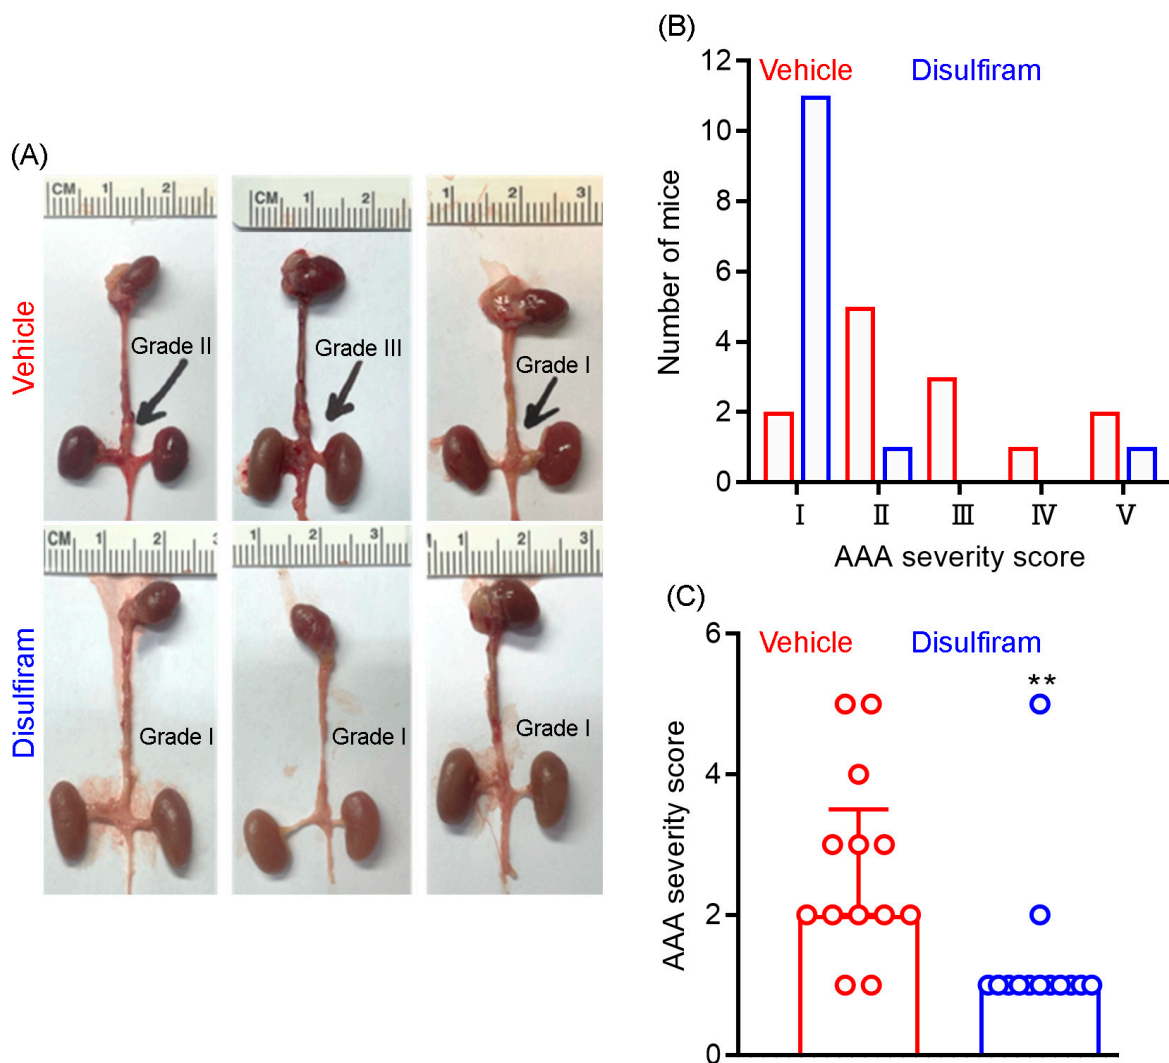 (A)
CM 1 2
CM 1 2
1 2 3
Vehicle
Grade II
Grade III
Grade I
CM 1 2
1 2 3
1 2 3
Disulfiram
Grade I
Grade I
Grade I
(B)
Vehicle Disulfiram
Number of mice
12
10
8
6
4
2
0
I II III IV V
AAA severity score
(C)
Vehicle Disulfiram
**
AAA severity score
6
4
2
0